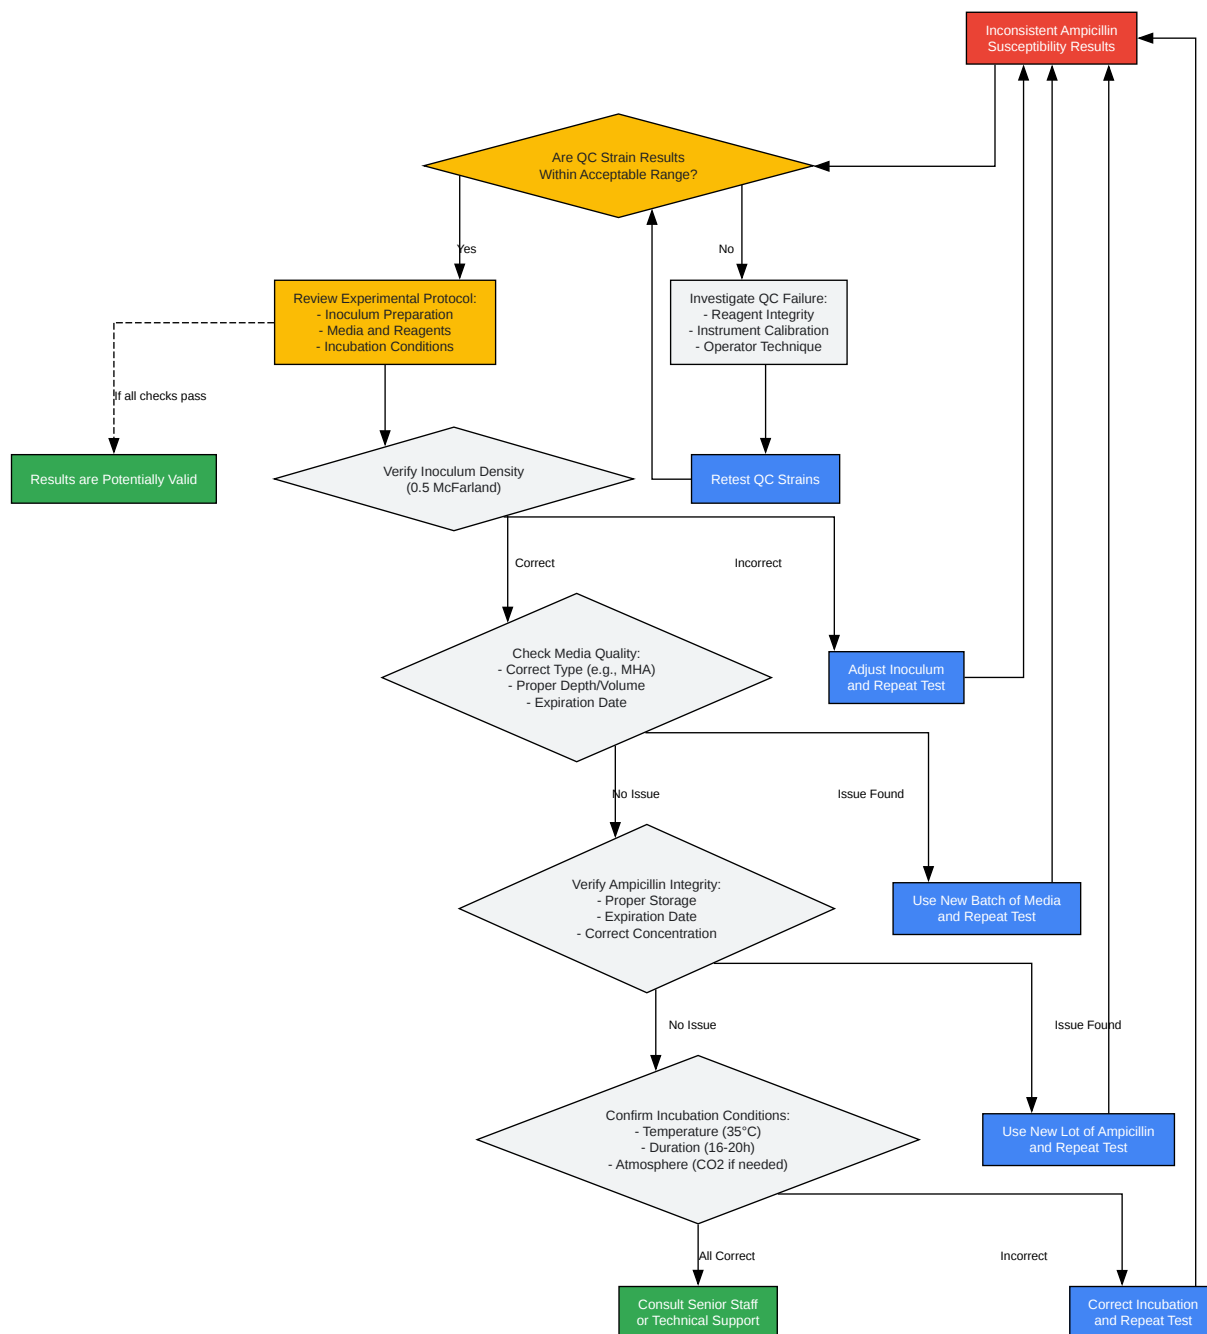 Inconsistent Ampicillin
Susceptibility Results
Are QC Strain Results
Within Acceptable Range?
Yes
No
Review Experimental Protocol:
- Inoculum Preparation
- Media and Reagents
- Incubation Conditions
Investigate QC Failure:
- Reagent Integrity
- Instrument Calibration
- Operator Technique
If all checks pass
Results are Potentially Valid
Verify Inoculum Density
(0.5 McFarland)
Retest QC Strains
Correct
Incorrect
Check Media Quality:
- Correct Type (e.g., MHA)
- Proper Depth/Volume
- Expiration Date
Adjust Inoculum
and Repeat Test
No Issue
Issue Found
Verify Ampicillin Integrity:
- Proper Storage
- Expiration Date
- Correct Concentration
Use New Batch of Media
and Repeat Test
No Issue
Issue Found
Confirm Incubation Conditions:
- Temperature (35°C)
- Duration (16-20h)
- Atmosphere (CO2 if needed)
Use New Lot of Ampicillin
and Repeat Test
All Correct
Incorrect
Consult Senior Staff
or Technical Support
Correct Incubation
and Repeat Test